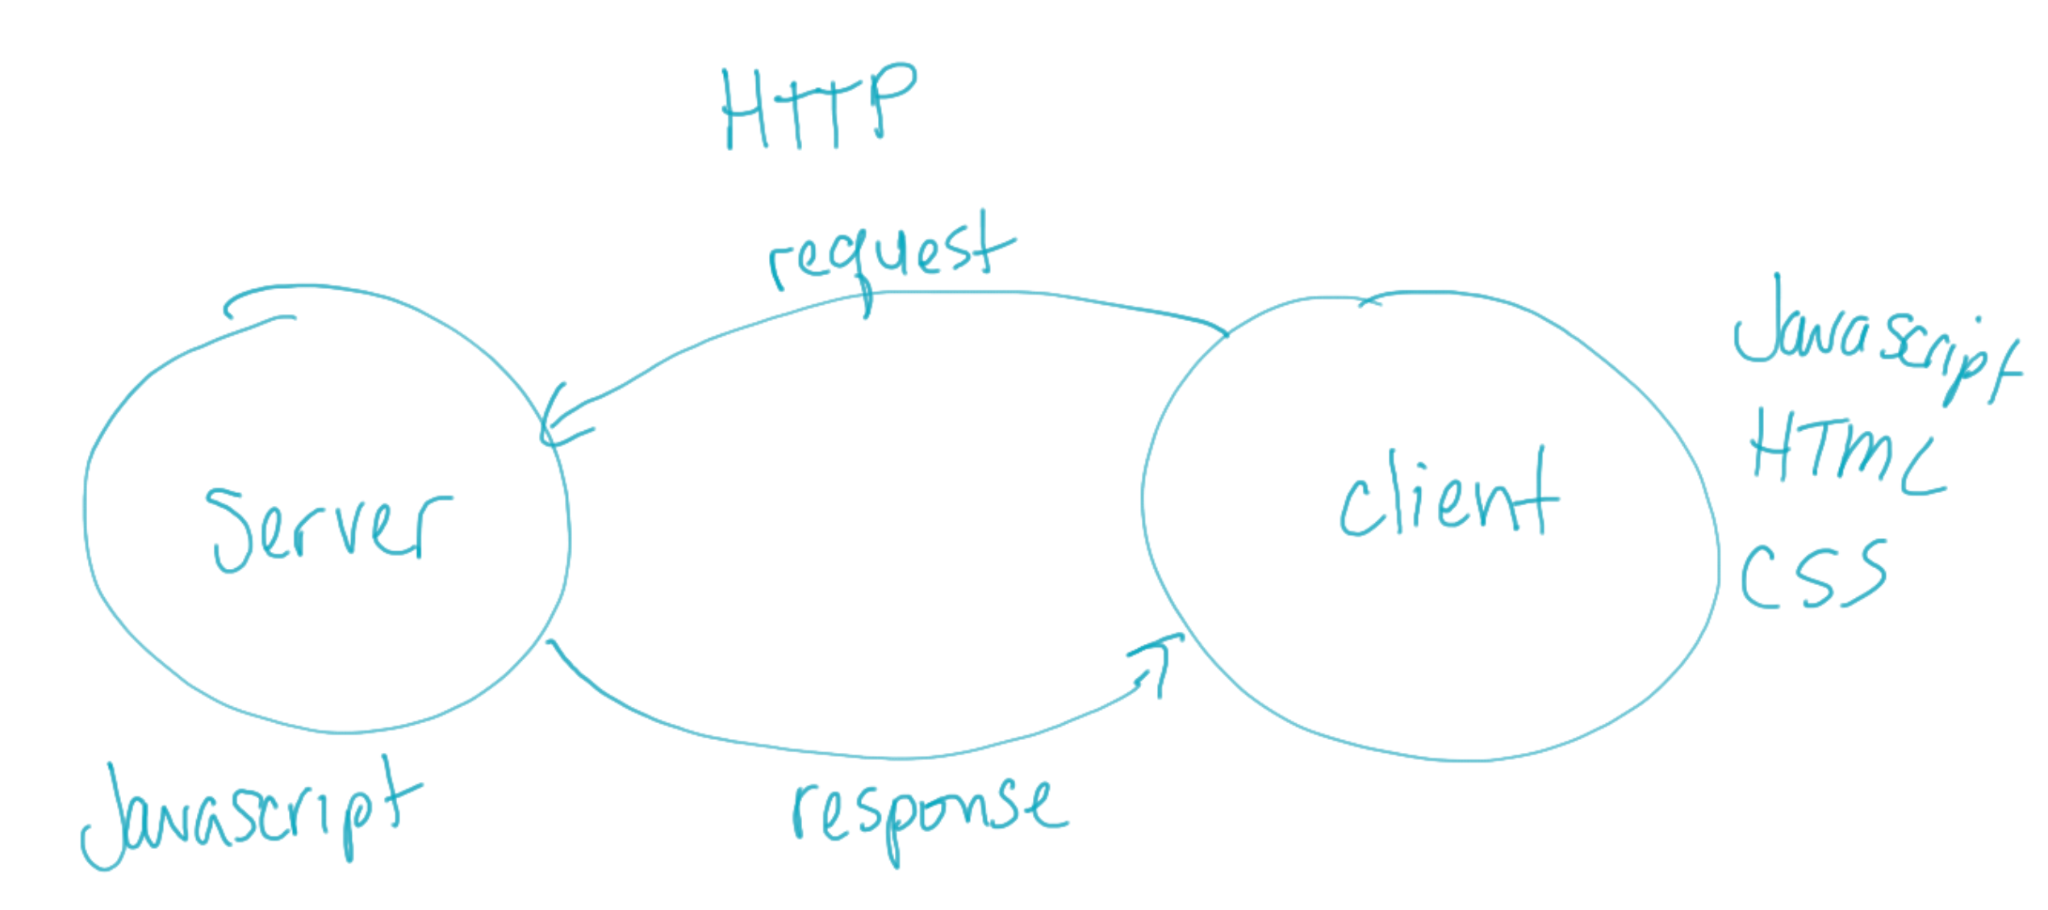 HTTP
request
Server
client
Javascript
HTML
CSS
Javascript
response